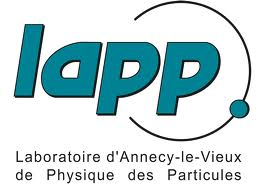 lapp
Laboratoire d'Annecy-le-Vieux
de Physique des Particules